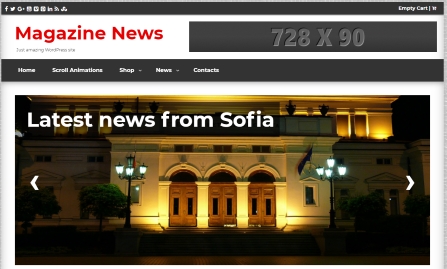 Empty Cart |
Magazine News
Just amazing WordPress site
728 X 90
Home Scroll Animations Shop News Contacts
Latest news from Sofia